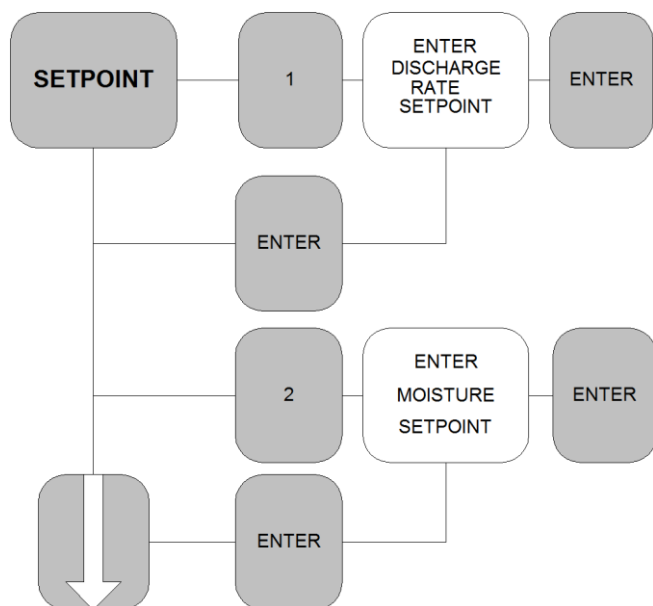 SETPOINT
1
ENTER
DISCHARGE
RATE
SETPOINT
ENTER
ENTER
2
ENTER
MOISTURE
SETPOINT
ENTER
ENTER